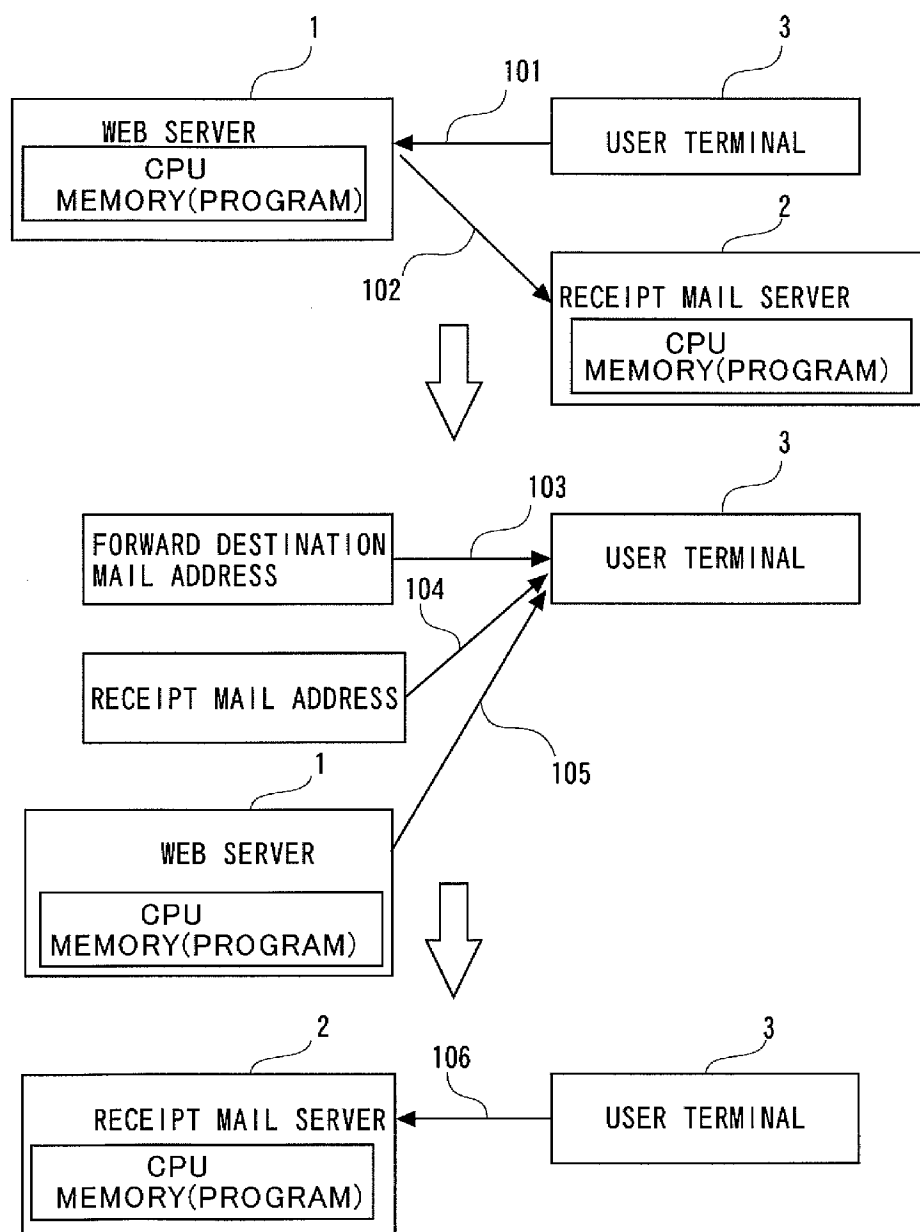 1
3
101
WEB SERVER
CPU
MEMORY(PROGRAM)
USER TERMINAL
2
102
RECEIPT MAIL SERVER
CPU
MEMORY(PROGRAM)
3
103
FORWARD DESTINATION
MAIL ADDRESS
USER TERMINAL
104
RECEIPT MAIL ADDRESS
105
1
WEB SERVER
CPU
MEMORY(PROGRAM)
2
3
106
RECEIPT MAIL SERVER
CPU
MEMORY(PROGRAM)
USER TERMINAL